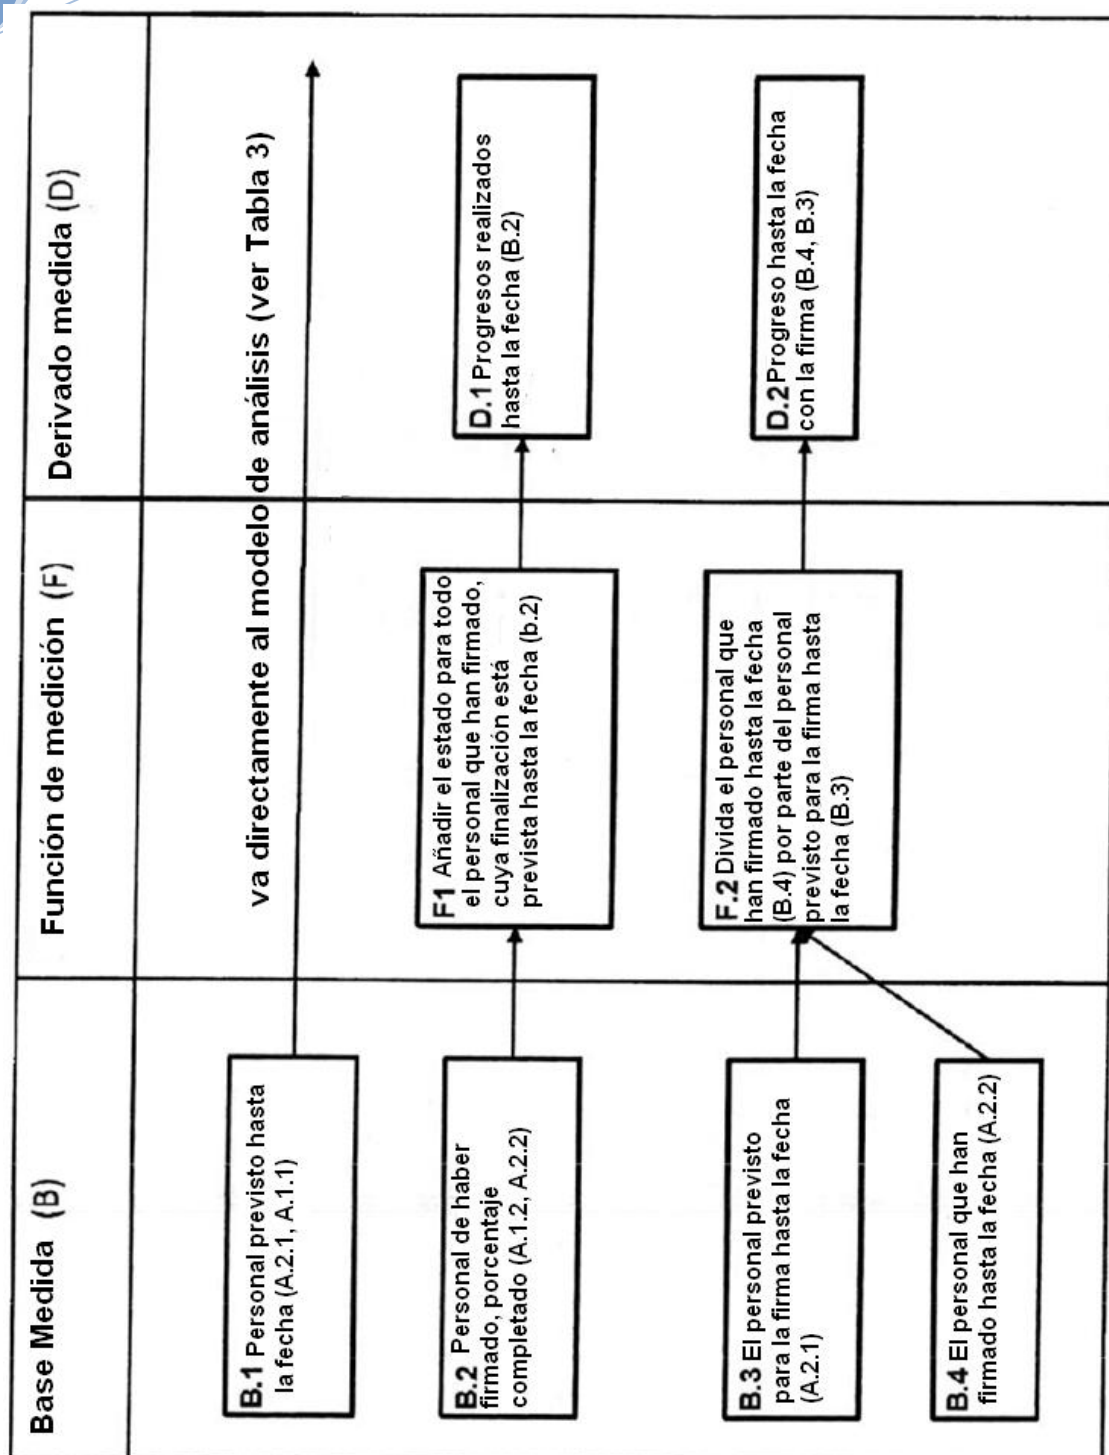 Base Medida (B)
Función de medición (F)
Derivado medida (D)
B.1 Personal previsto hasta
la fecha (A.2.1, A.1.1)
va directamente al modelo de análisis (ver Tabla 3)
B.2 Personal de haber
firmado, porcentaje
completado (A.1.2, A.2.2)
F1 Añadir el estado para todo
el personal que han firmado,
cuya finalización está
prevista hasta la fecha (b.2)
D.1 Progresos realizados
hasta la fecha (B.2)
B.3 El personal previsto
para la firma hasta la fecha
(A.2.1)
F.2 Divida el personal que
han firmado hasta la fecha
(B.4) por parte del personal
previsto para la firma hasta
la fecha (B.3)
D.2 Progreso hasta la fecha
con la firma (B.4, B.3)
B.4 El personal que han
firmado hasta la fecha (A.2.2)